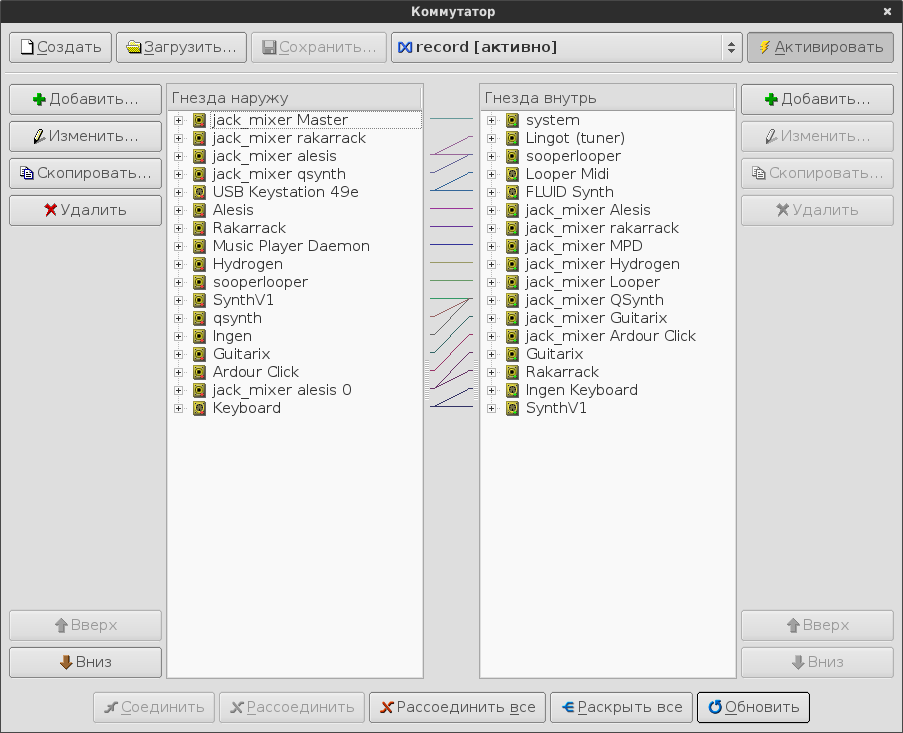 Коммутатор
Создать
Загрузить...
Сохранить...
record [активно]
Активировать
Добавить...
Изменить...
Скопировать...
Удалить
Гнезда наружу
jack_mixer Master
jack_mixer rakarrack
jack_mixer alesis
jack_mixer qsynth
USB Keystation 49e
Alesis
Rakarrack
Music Player Daemon
Hydrogen
sooperlooper
SynthV1
qsynth
Ingen
Guitarix
Ardour Click
jack_mixer alesis 0
Keyboard
Гнезда внутрь
system
Lingot (tuner)
sooperlooper
Looper Midi
FLUID Synth
jack_mixer Alesis
jack_mixer rakarrack
jack_mixer MPD
jack_mixer Hydrogen
jack_mixer Looper
jack_mixer QSynth
jack_mixer Guitarix
jack_mixer Ardour Click
Guitarix
Rakarrack
Ingen Keyboard
SynthV1
Добавить...
Изменить...
Скопировать...
Удалить
Вверх
Вниз
Вверх
Вниз
Соединить
Рассоединить
Рассоединить все
Раскрыть все
Обновить